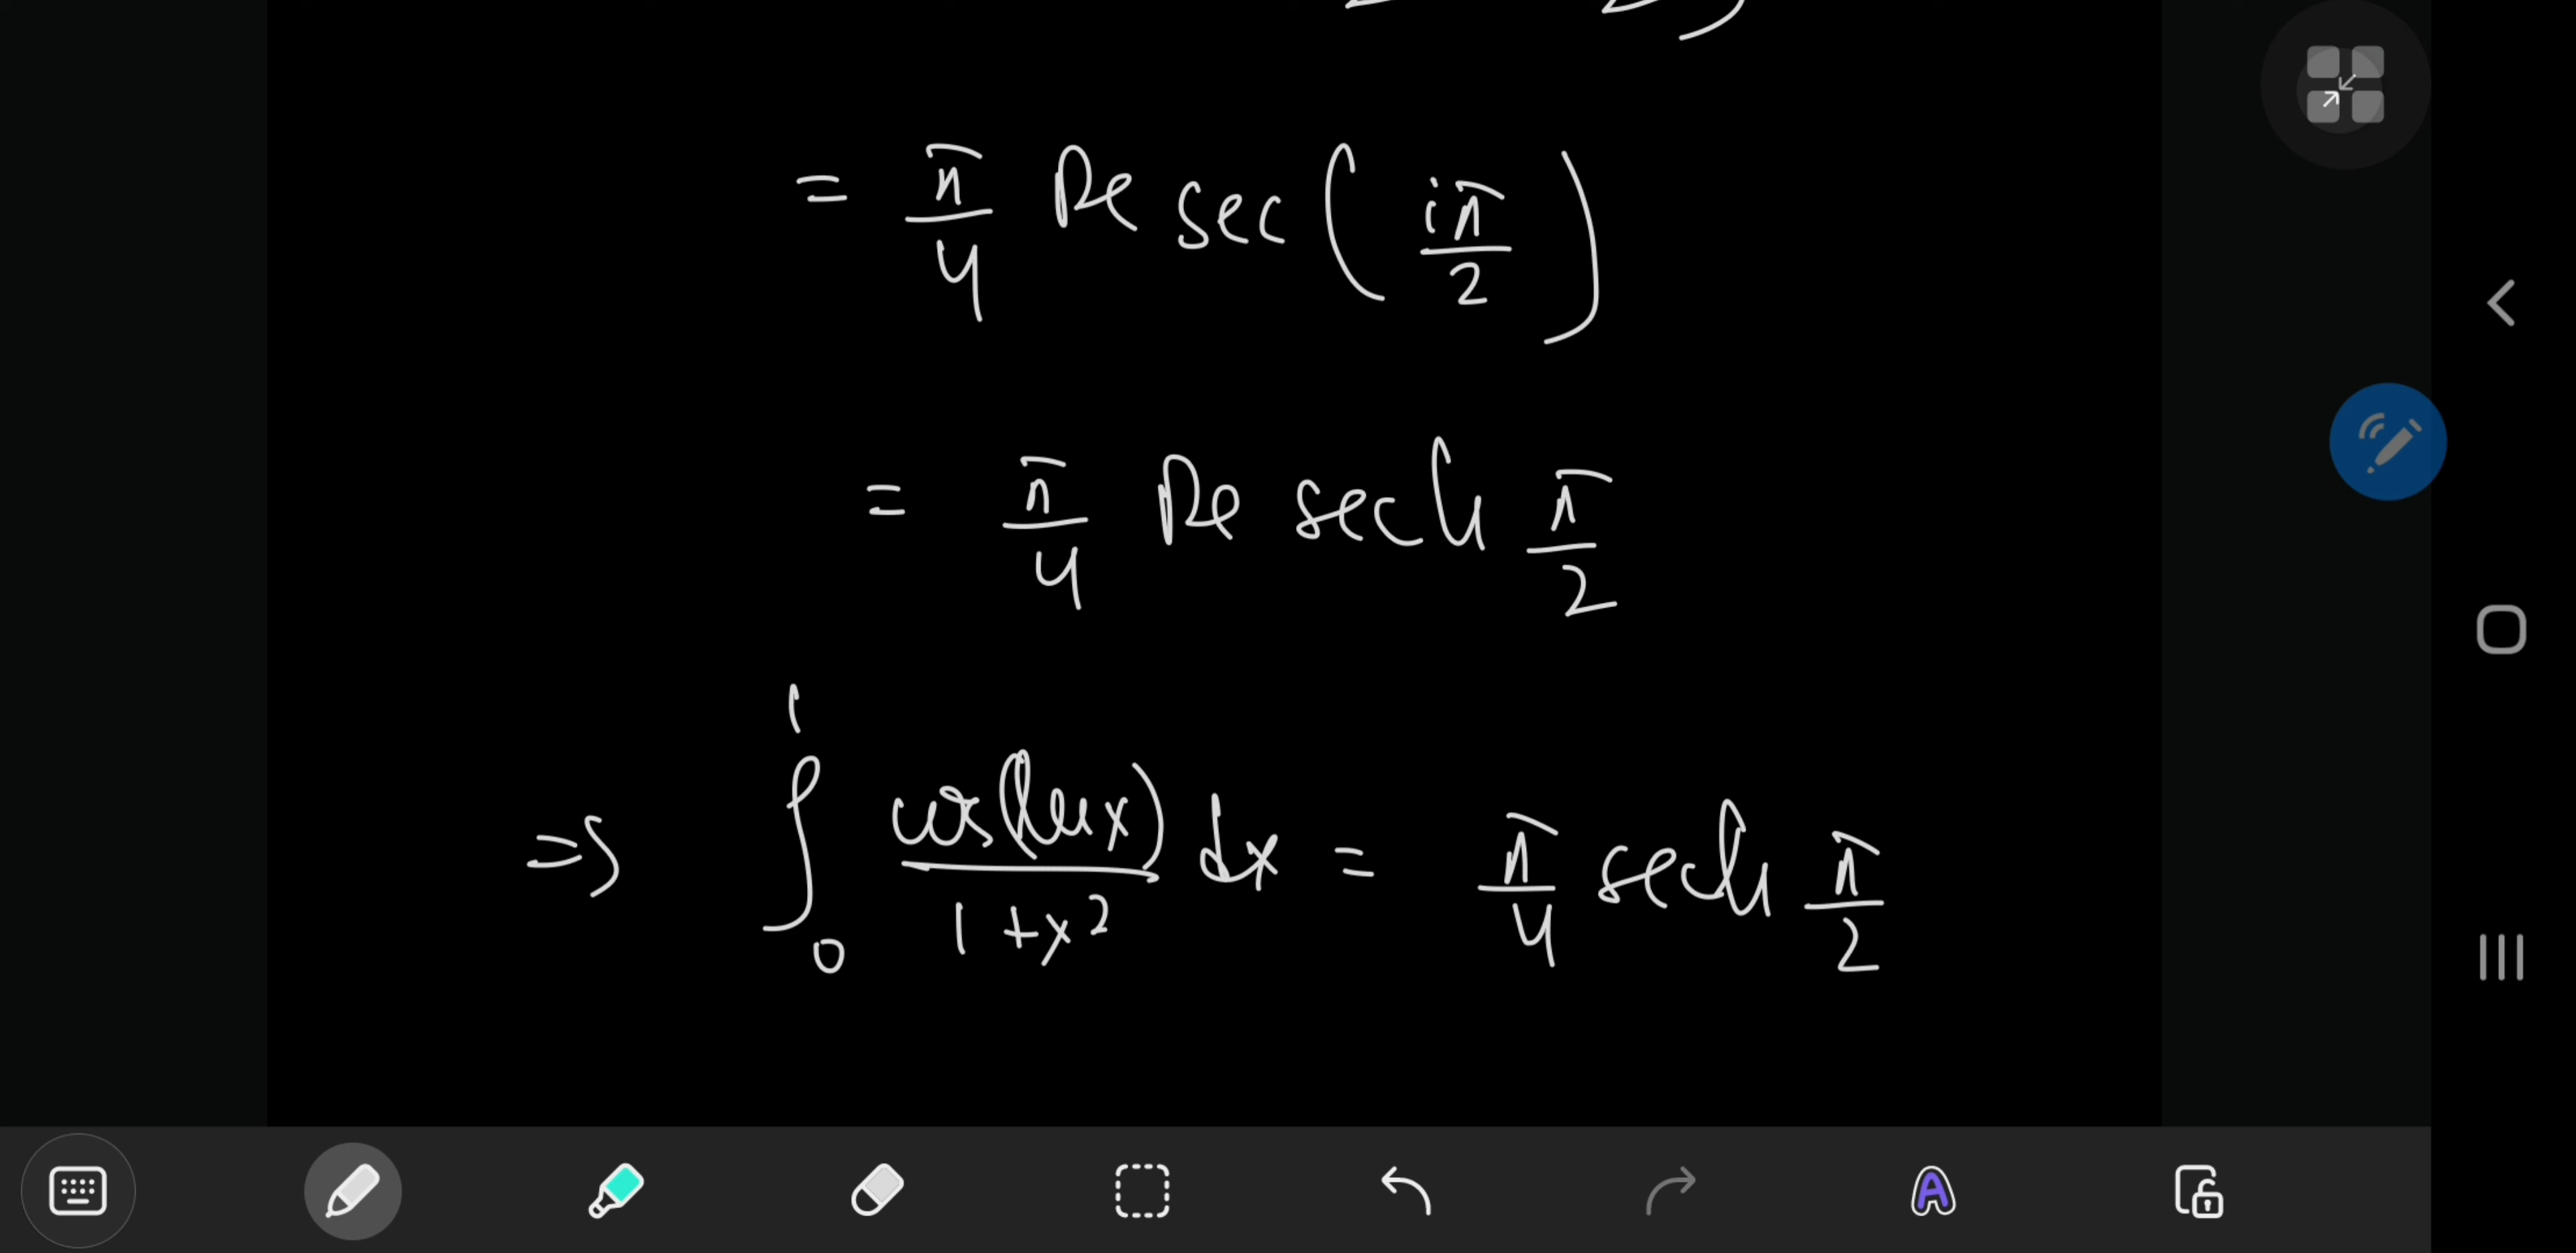 = π/4 Re sec(iπ/2)
= π/4 Re sech π/2
⇒ ∫₀¹ cos(ln x)/(1+x²) dx = π/4 sech π/2
A